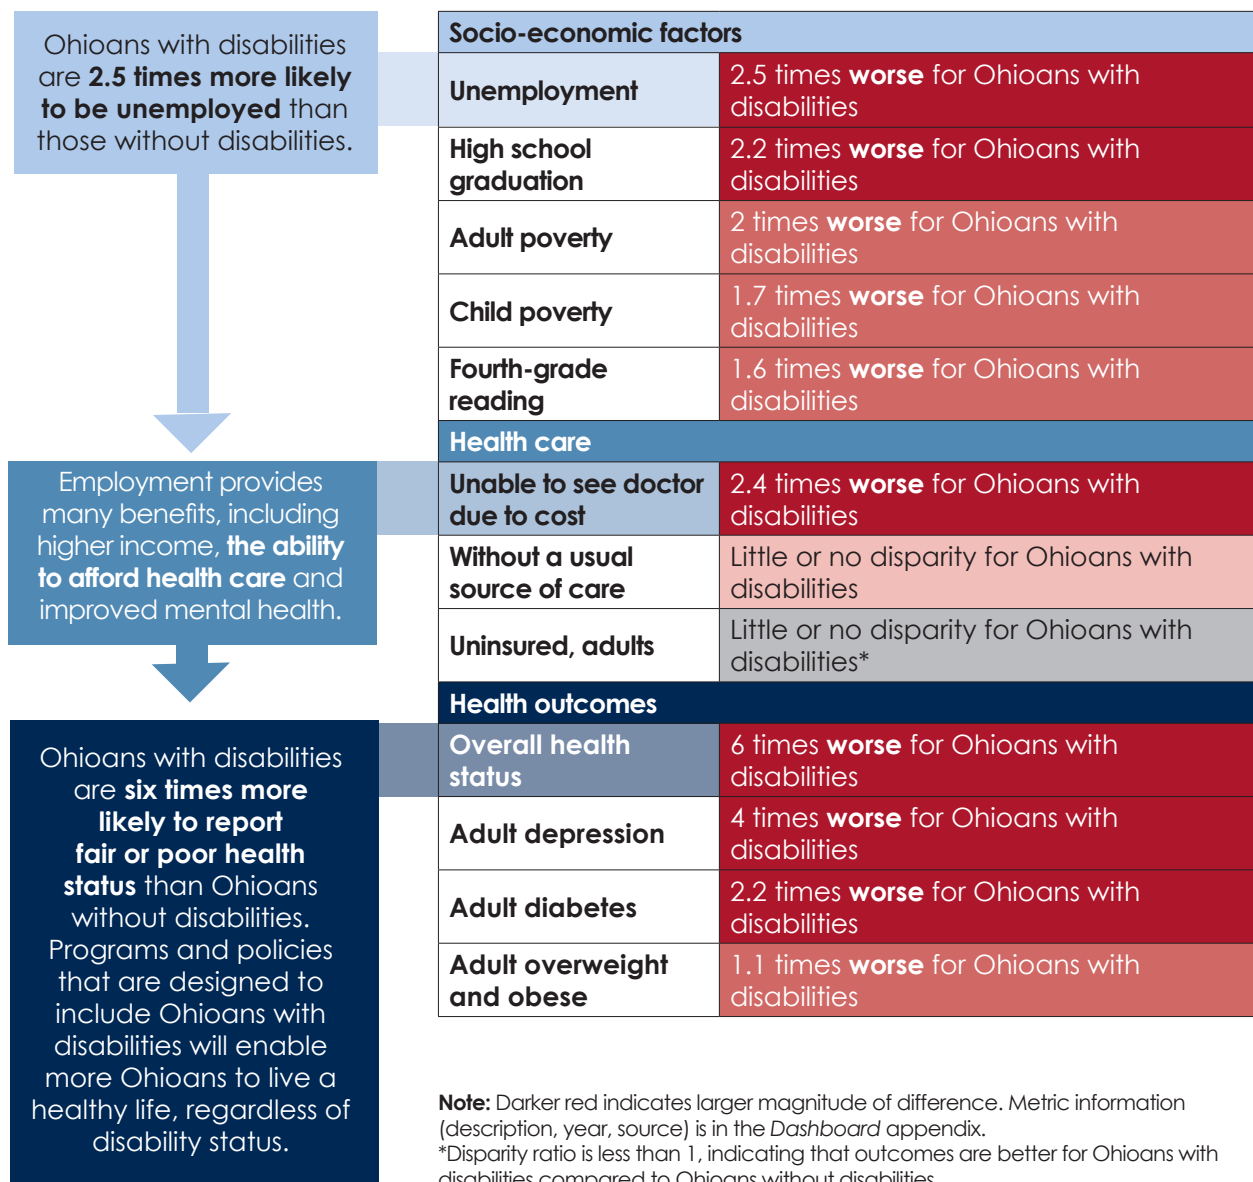 Ohioans with disabilities
are 2.5 times more likely
to be unemployed than
those without disabilities.
Employment provides
many benefits, including
higher income, the ability
to afford health care and
improved mental health.
Ohioans with disabilities
are six times more
likely to report
fair or poor health
status than Ohioans
without disabilities.
Programs and policies
that are designed to
include Ohioans with
disabilities will enable
more Ohioans to live a
healthy life, regardless of
disability status.
Socio-economic factors
Unemployment
2.5 times worse for Ohioans with
disabilities
High school
graduation
2.2 times worse for Ohioans with
disabilities
Adult poverty
2 times worse for Ohioans with
disabilities
Child poverty
1.7 times worse for Ohioans with
disabilities
Fourth-grade
reading
1.6 times worse for Ohioans with
disabilities
Health care
Unable to see doctor
due to cost
2.4 times worse for Ohioans with
disabilities
Without a usual
source of care
Little or no disparity for Ohioans with
disabilities
Uninsured, adults
Little or no disparity for Ohioans with
disabilities*
Health outcomes
Overall health
status
6 times worse for Ohioans with
disabilities
Adult depression
4 times worse for Ohioans with
disabilities
Adult diabetes
2.2 times worse for Ohioans with
disabilities
Adult overweight
and obese
1.1 times worse for Ohioans with
disabilities
Note: Darker red indicates larger magnitude of difference. Metric information
(description, year, source) is in the Dashboard appendix.
*Disparity ratio is less than 1, indicating that outcomes are better for Ohioans with
disabilities compared to Ohioans without disabilities